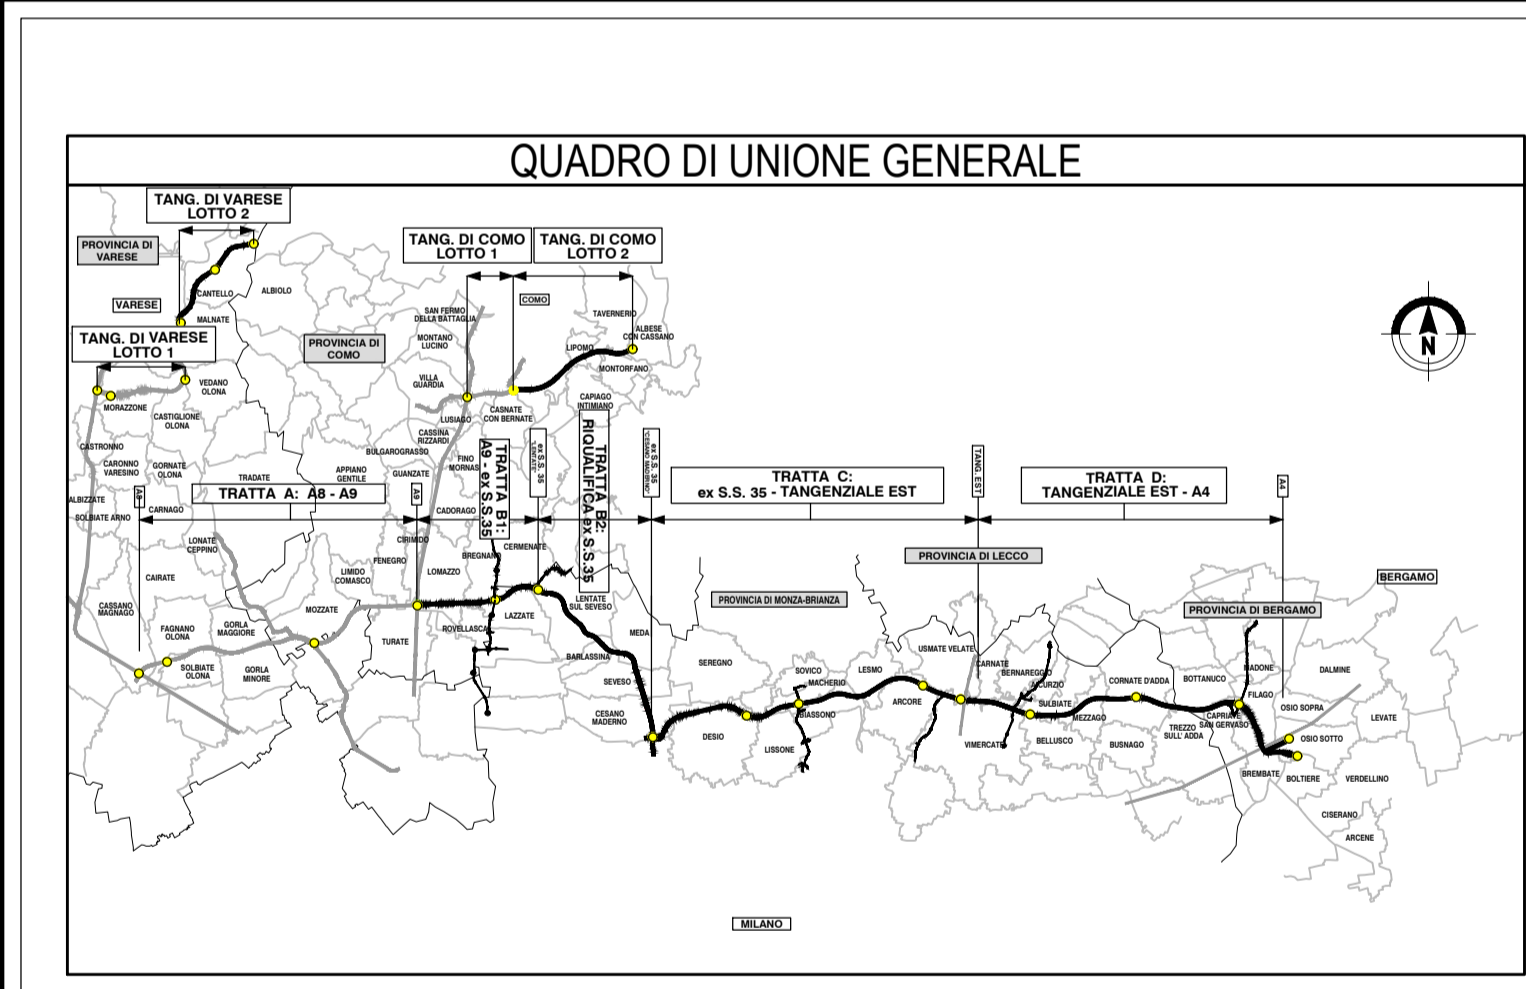 QUADRO DI UNIONE GENERALE
TANG. DI VARESE
LOTTO 2
PROVINCIA DI
VARESE
CANTELLO
ALBIOLO
VARESE
MALNATE
TANG. DI VARESE
LOTTO 1
PROVINCIA DI
COMO
TANG. DI COMO
LOTTO 1
TANG. DI COMO
LOTTO 2
COMO
SAN FERMO
DELLA BATTAGLIA
TAVERNERIO
ALBESE
CON CASSANO
MONTANO
LUCINO
LIPOMO
MONTORFANO
VILLA
GUARDIA
VEDANO
OLONA
MORAZZONE
CASTIGLIONE
OLONA
LUSIAGO
CASNATE
CON BERNATE
CAPIAGO
INTIMIANO
CASSINA
RIZZARDI
BULGAROGRASSO
CASTRONNO
CARONNO
VARESINO
GORNATE
OLONA
TRADATE
APPIANO
GENTILE
GUANZATE
FINO
MORNAS
ALBIZZATE
SOLBIATE ARNO
CARNAGO
A8
TRATTA A: A8 - A9
A9
CADORAGO
TRATTA B1:
A9 - ex S.S.35
ex S.S. 35
"LENTATE"
TRATTA B2:
RIQUALIFICA ex S.S.35
ex S.S. 35
"CESANO MADERNO"
TRATTA C:
ex S.S. 35 - TANGENZIALE EST
TANG. EST
TRATTA D:
TANGENZIALE EST - A4
A4
N
LONATE
CEPPINO
CIRIMIDO
FENEGRO
LOMAZZO
BREGNANO
CERMENATE
LIMIDO
COMASCO
CAIRATE
CASSANO
MAGNAGO
MOZZATE
FAGNANO
OLONA
GORLA
MAGGIORE
TURATE
ROVELLASCA
LAZZATE
LENTATE
SUL SEVESO
SOLBIATE
OLONA
GORLA
MINORE
BARLASSINA
MEDA
SEVESO
CESANO
MADERNO
PROVINCIA DI LECCO
PROVINCIA DI MONZA-BRIANZA
PROVINCIA DI BERGAMO
BERGAMO
SEREGNO
SOVICO
MACHERIO
LESMO
USMATE VELATE
CARNATE
BERNAREGGIO
AICURZIO
CORNATE D'ADDA
BOTTANUCO
MADONE
DALMINE
FILAGO
OSIO SOPRA
ARCORE
SULBIATE
MEZZAGO
BIASSONO
DESIO
LISSONE
VIMERCATE
BELLUSCO
BUSNAGO
TREZZO
SULL' ADDA
CAPRIATE
SAN GERVASO
LEVATE
OSIO SOTTO
BREMBATE
BOLTIERE
VERDELLINO
CISERANO
ARCENE
MILANO